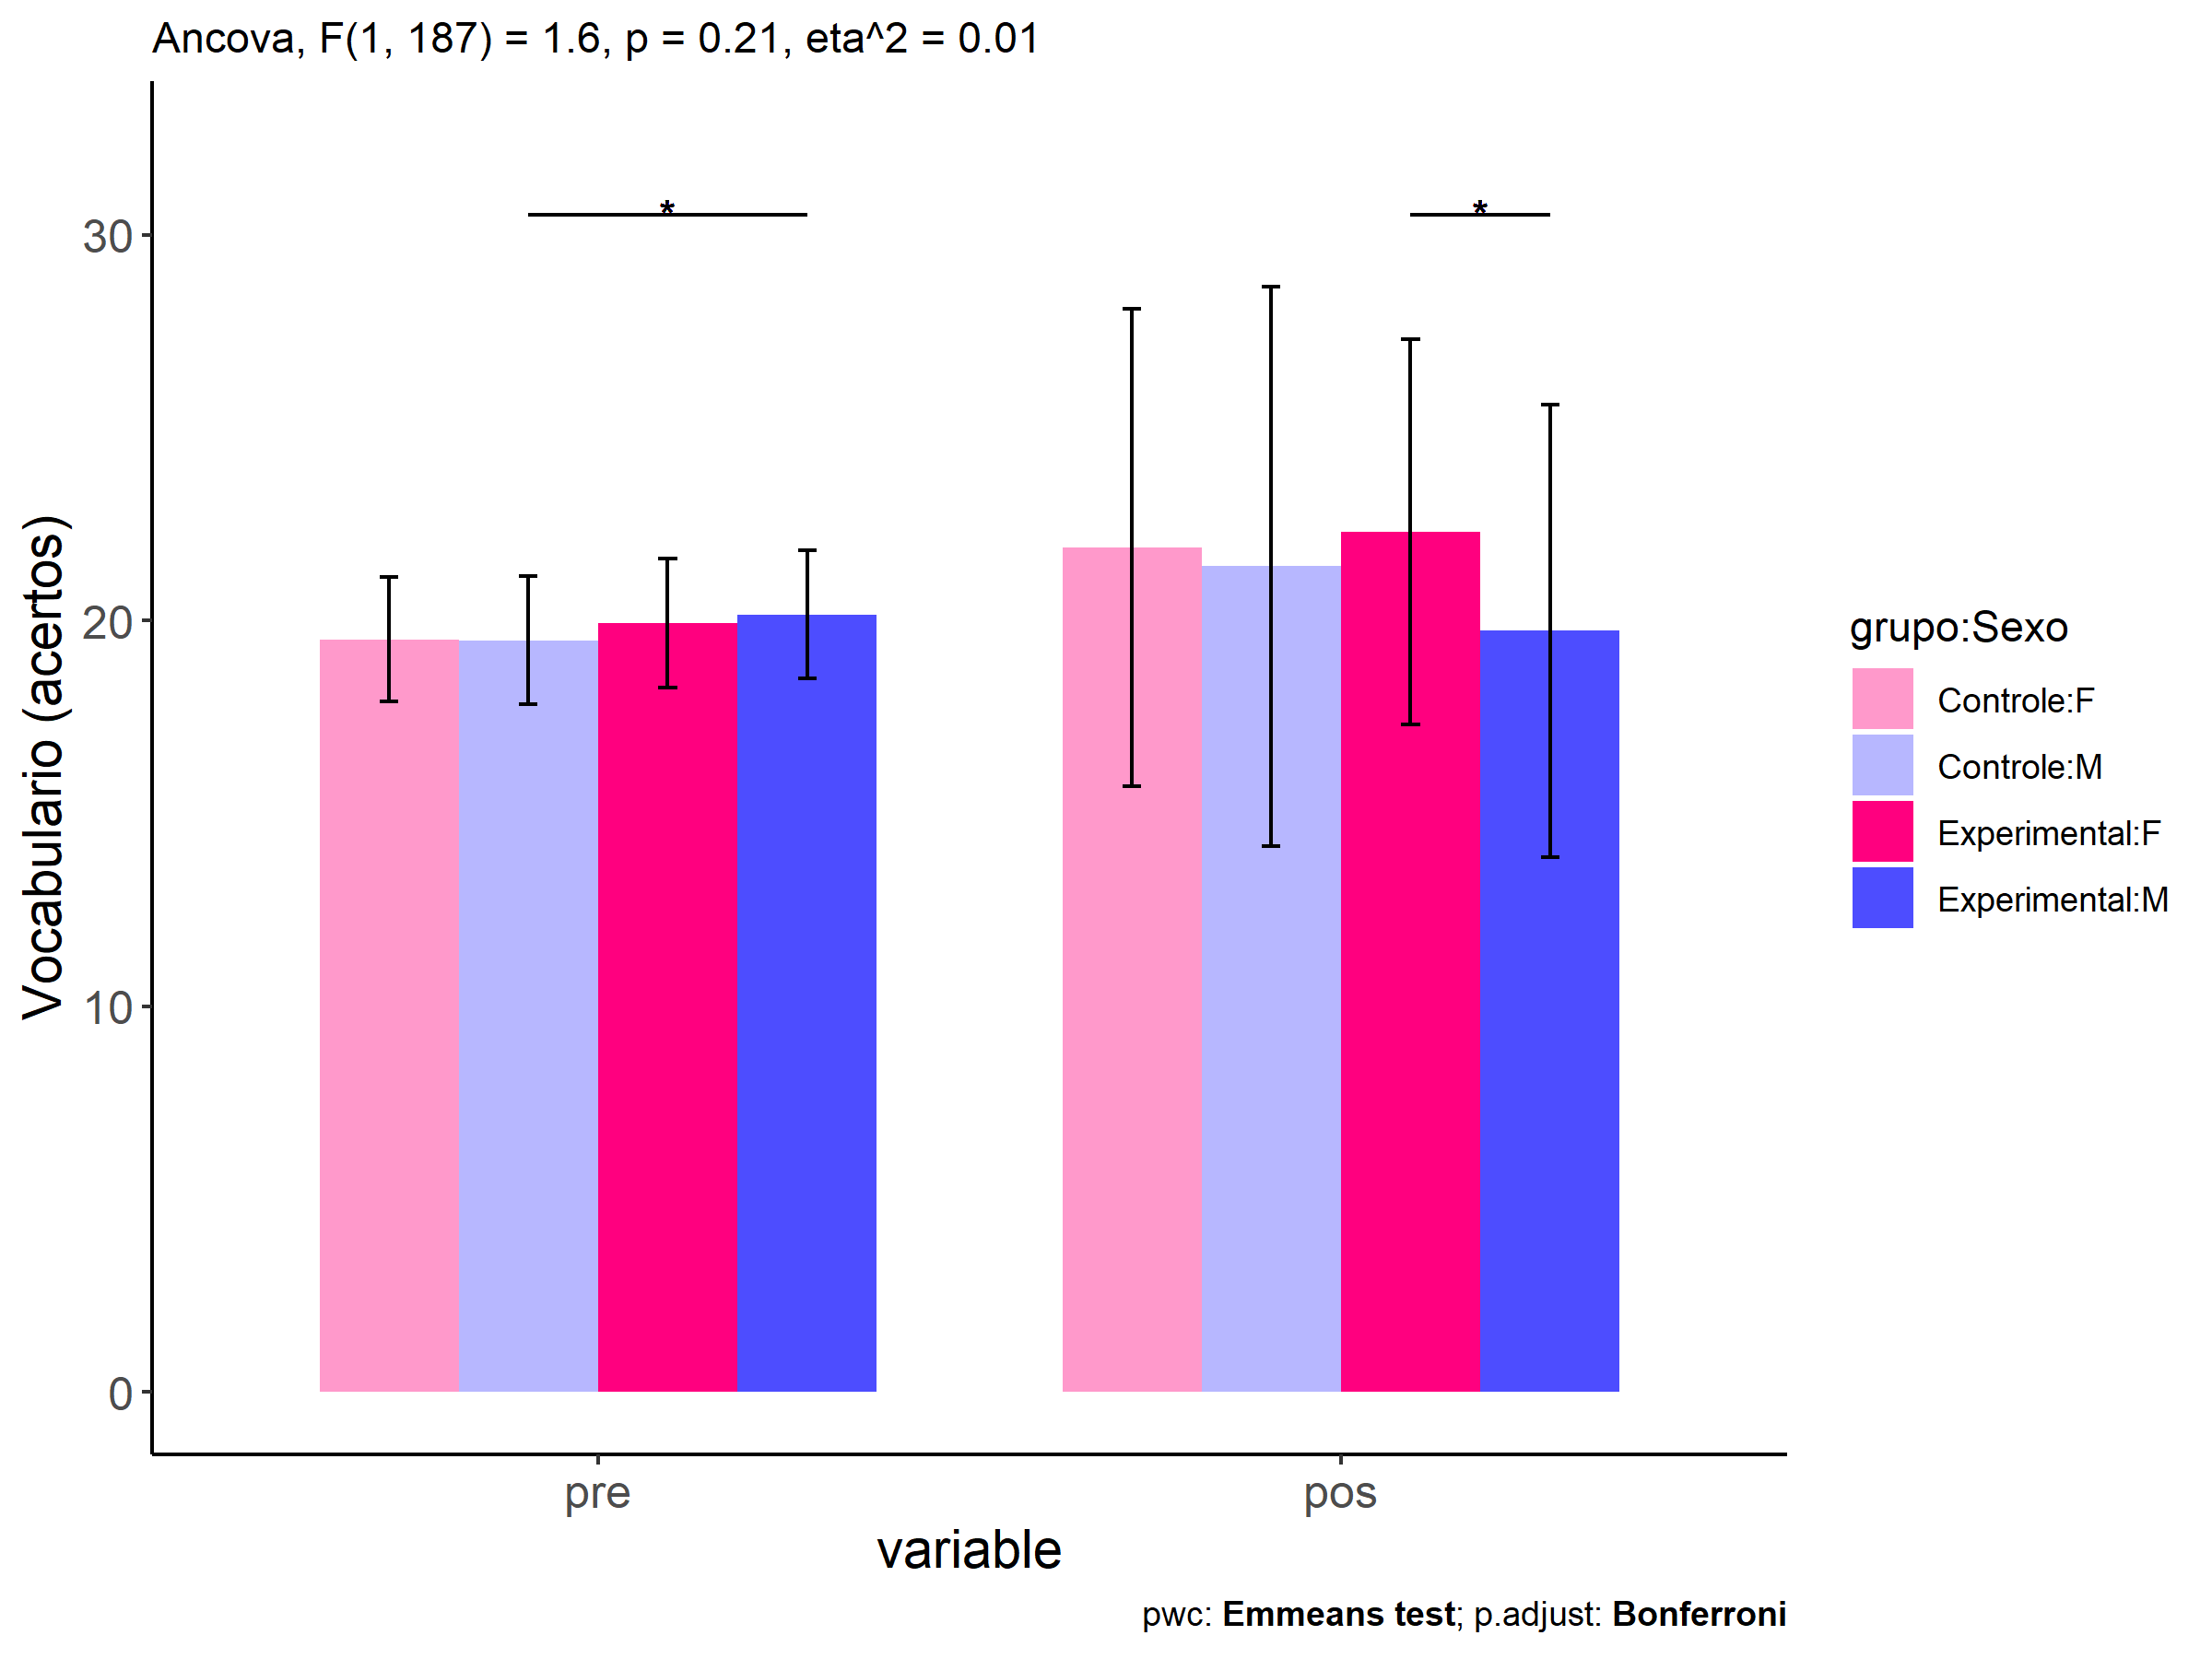 Ancova, F(1, 187) = 1.6, p = 0.21, eta^2 = 0.01
Vocabulario (acertos)
30
20
10
0
*
*
pre
pos
variable
grupo:Sexo
Controle:F
Controle:M
Experimental:F
Experimental:M
pwc: Emmeans test; p.adjust: Bonferroni